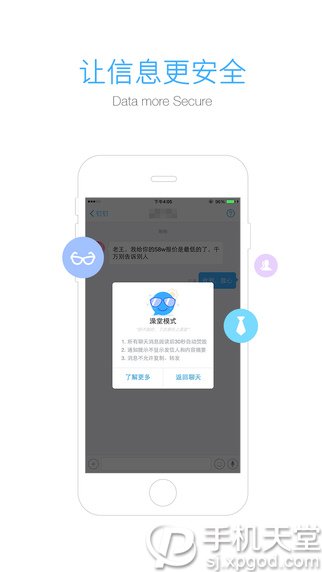 让信息更安全
Data more Secure
下午4:05
96%
钉钉
老王，我给你的58w报价是最低的了，千
万别告诉别人
澡堂模式
1. 所有聊天消息阅读后30秒自动焚毁
2. 通知提示不显示发信人和内容摘要
3. 消息不允许复制、转发
了解更多
返回聊天
手机天堂
sj.xpgod.com